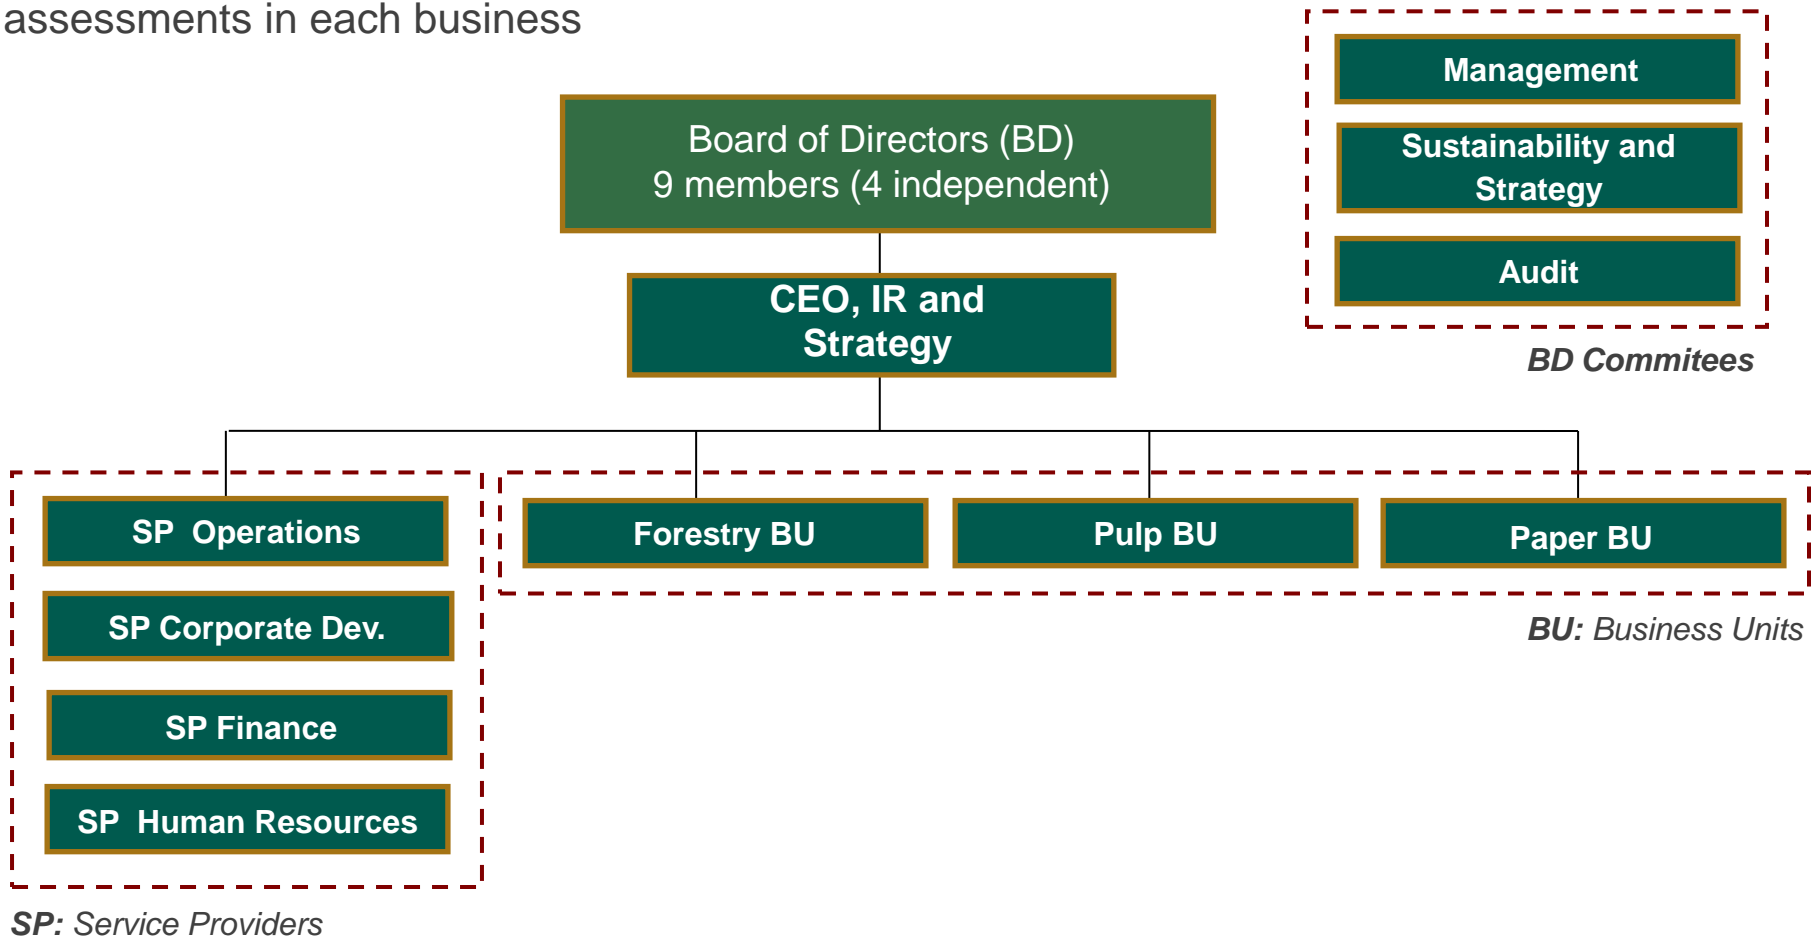 assessments in each business
Management
Sustainability and
Strategy
Audit
BD Commitees
Board of Directors (BD)
9 members (4 independent)
CEO, IR and
Strategy
SP Operations
SP Corporate Dev.
SP Finance
SP Human Resources
SP: Service Providers
Forestry BU
Pulp BU
Paper BU
BU: Business Units